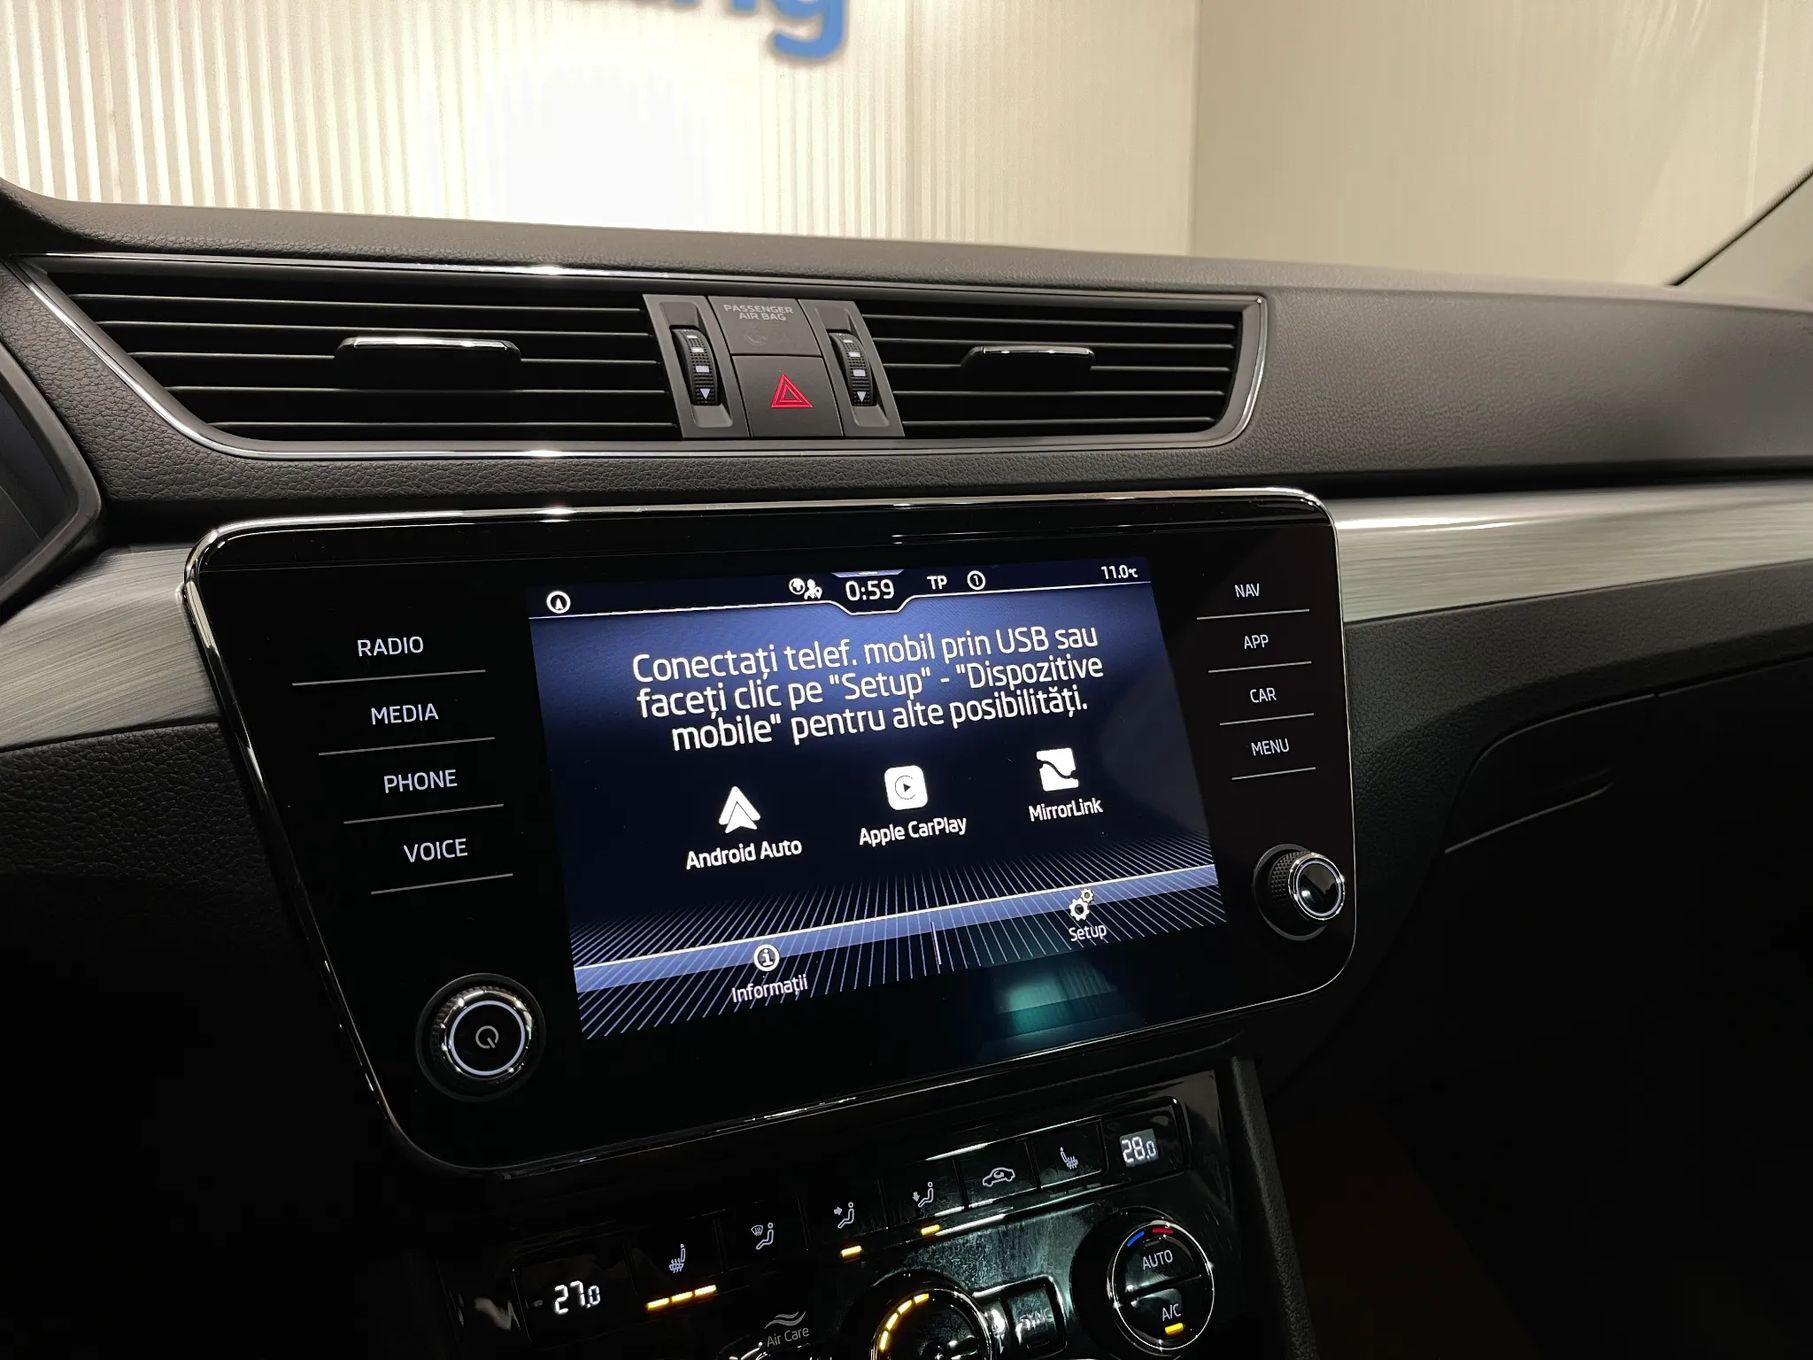 PASSENGER
AIR BAG
0:59
TP
1
11.0°C
RADIO
MEDIA
PHONE
VOICE
Conectați telef. mobil prin USB sau
faceți clic pe "Setup" - "Dispozitive
mobile" pentru alte posibilități.
Android Auto
Apple CarPlay
MirrorLink
Informații
Setup
NAV
APP
CAR
MENU
27.0
28.0
Air Care
SYNC
AUTO
A/C